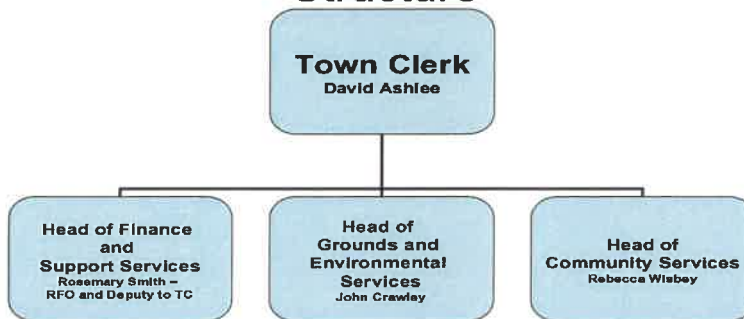 Town Clerk
David Ashlee
Head of Finance
and
Support Services
Rosemary Smith –
RFO and Deputy to TC
Head of
Grounds and
Environmental
Services
John Crawley
Head of
Community Services
Rebecca Wisbey